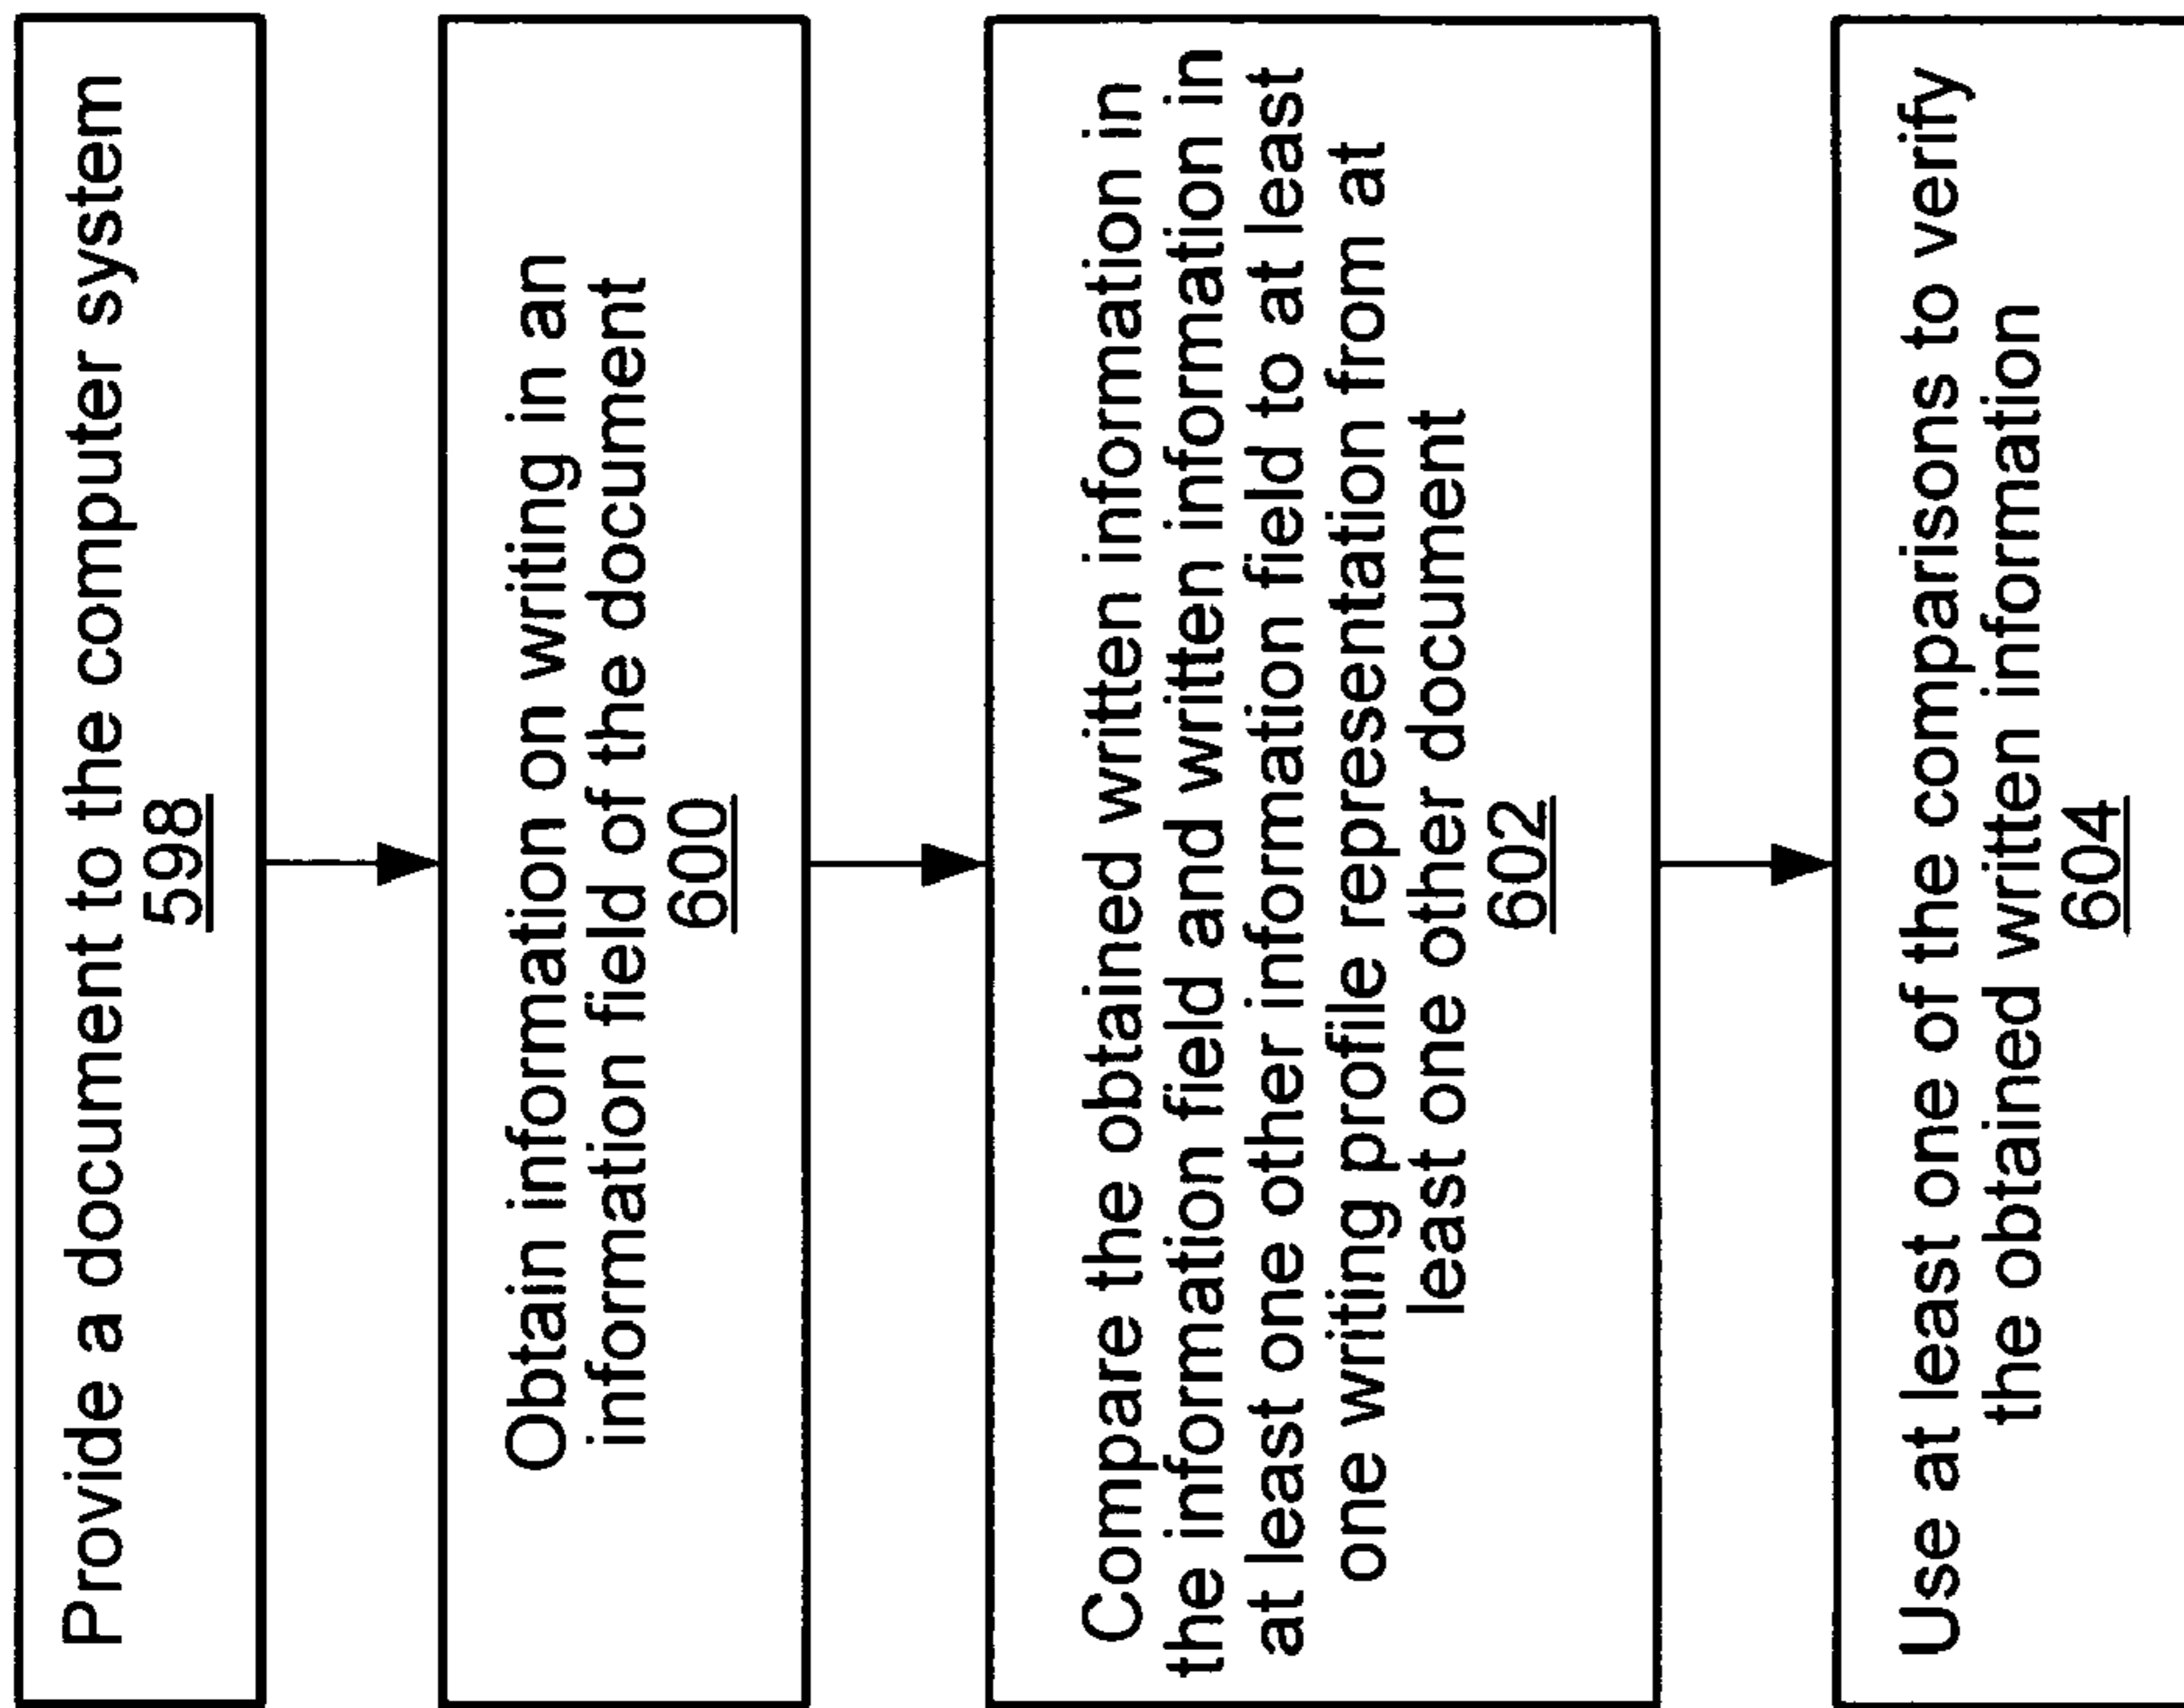 Provide a document to the computer system
598
Obtain information on writing in an
information field of the document
600
Compare the obtained written information in
the information field and written information in
at least one other information field to at least
one writing profile representation from at
least one other document
602
Use at least one of the comparisons to verify
the obtained written information
604